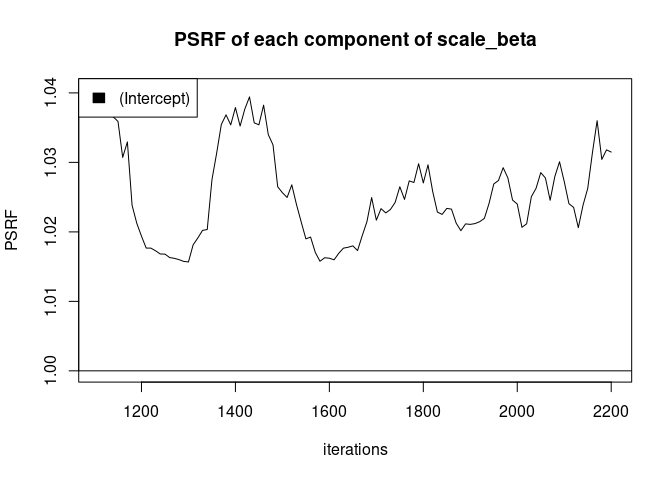 PSRF of each component of scale_beta
(Intercept)
PSRF
1.04
1.03
1.02
1.01
1.00
1200 1400 1600 1800 2000 2200
iterations